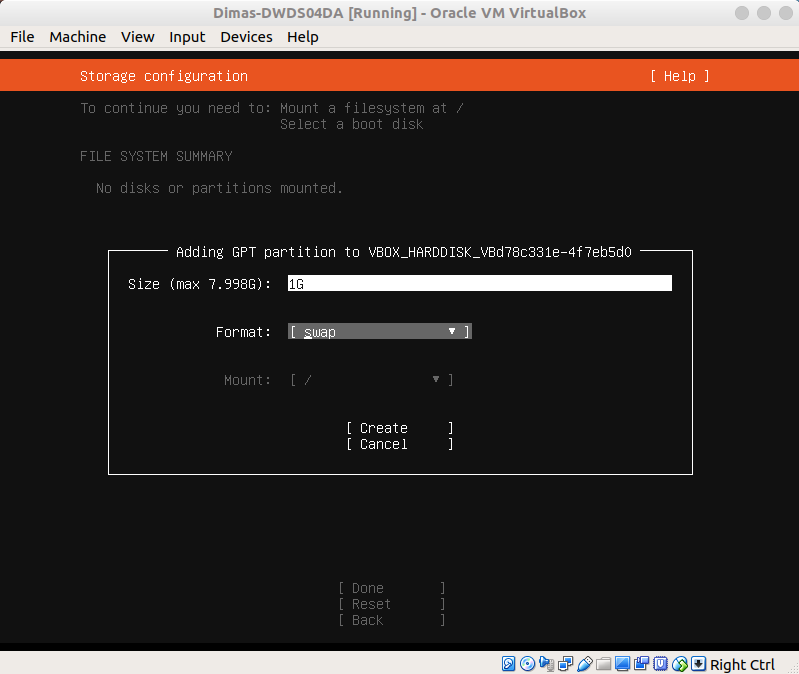 Dimas-DWDS04DA [Running] - Oracle VM VirtualBox
File Machine View Input Devices Help
Storage configuration [ Help ]
To continue you need to: Mount a filesystem at /
Select a boot disk
FILE SYSTEM SUMMARY
No disks or partitions mounted.
Adding GPT partition to VBOX_HARDDISK_VBd78c331e-4f7eb5d0
Size (max 7.998G): 1G
Format: [ swap ▼ ]
Mount: [ / ▼ ]
[ Create ]
[ Cancel ]
[ Done ]
[ Reset ]
[ Back ]
Right Ctrl